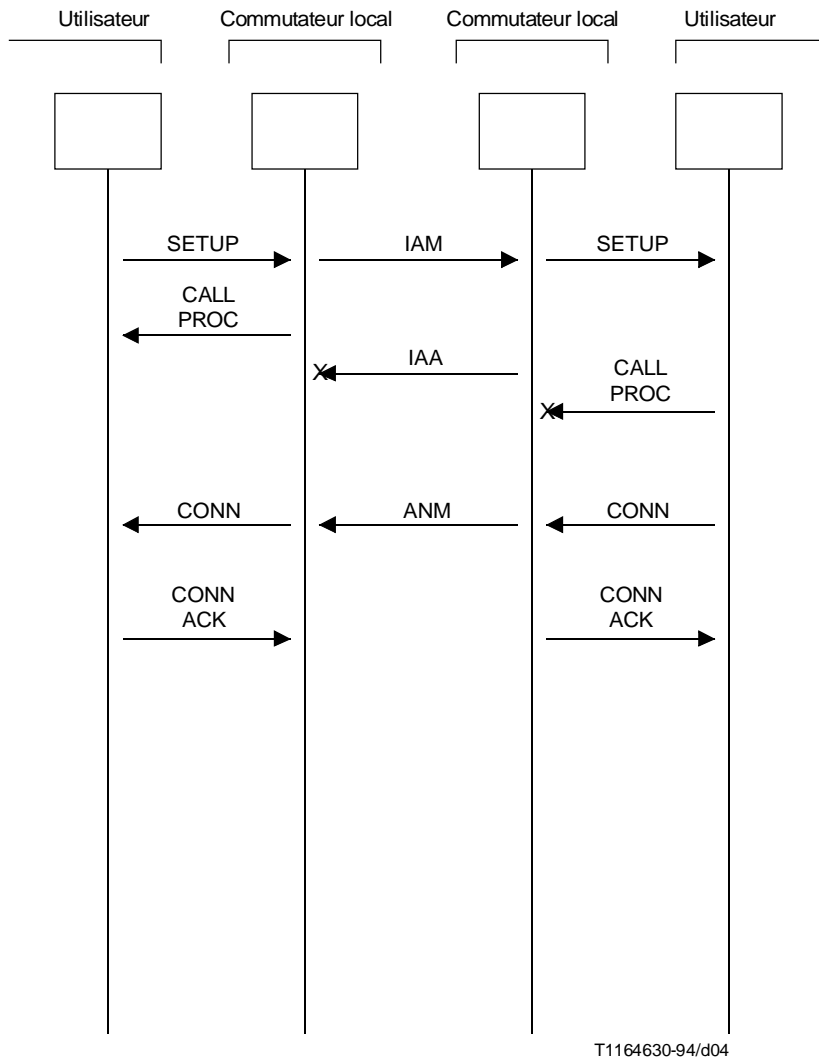 Utilisateur Commutateur local Commutateur local Utilisateur
SETUP IAM SETUP
CALL
PROC
X IAA
CALL
PROC
X
CONN ANM CONN
CONN
ACK
CONN
ACK
T1164630-94/d04